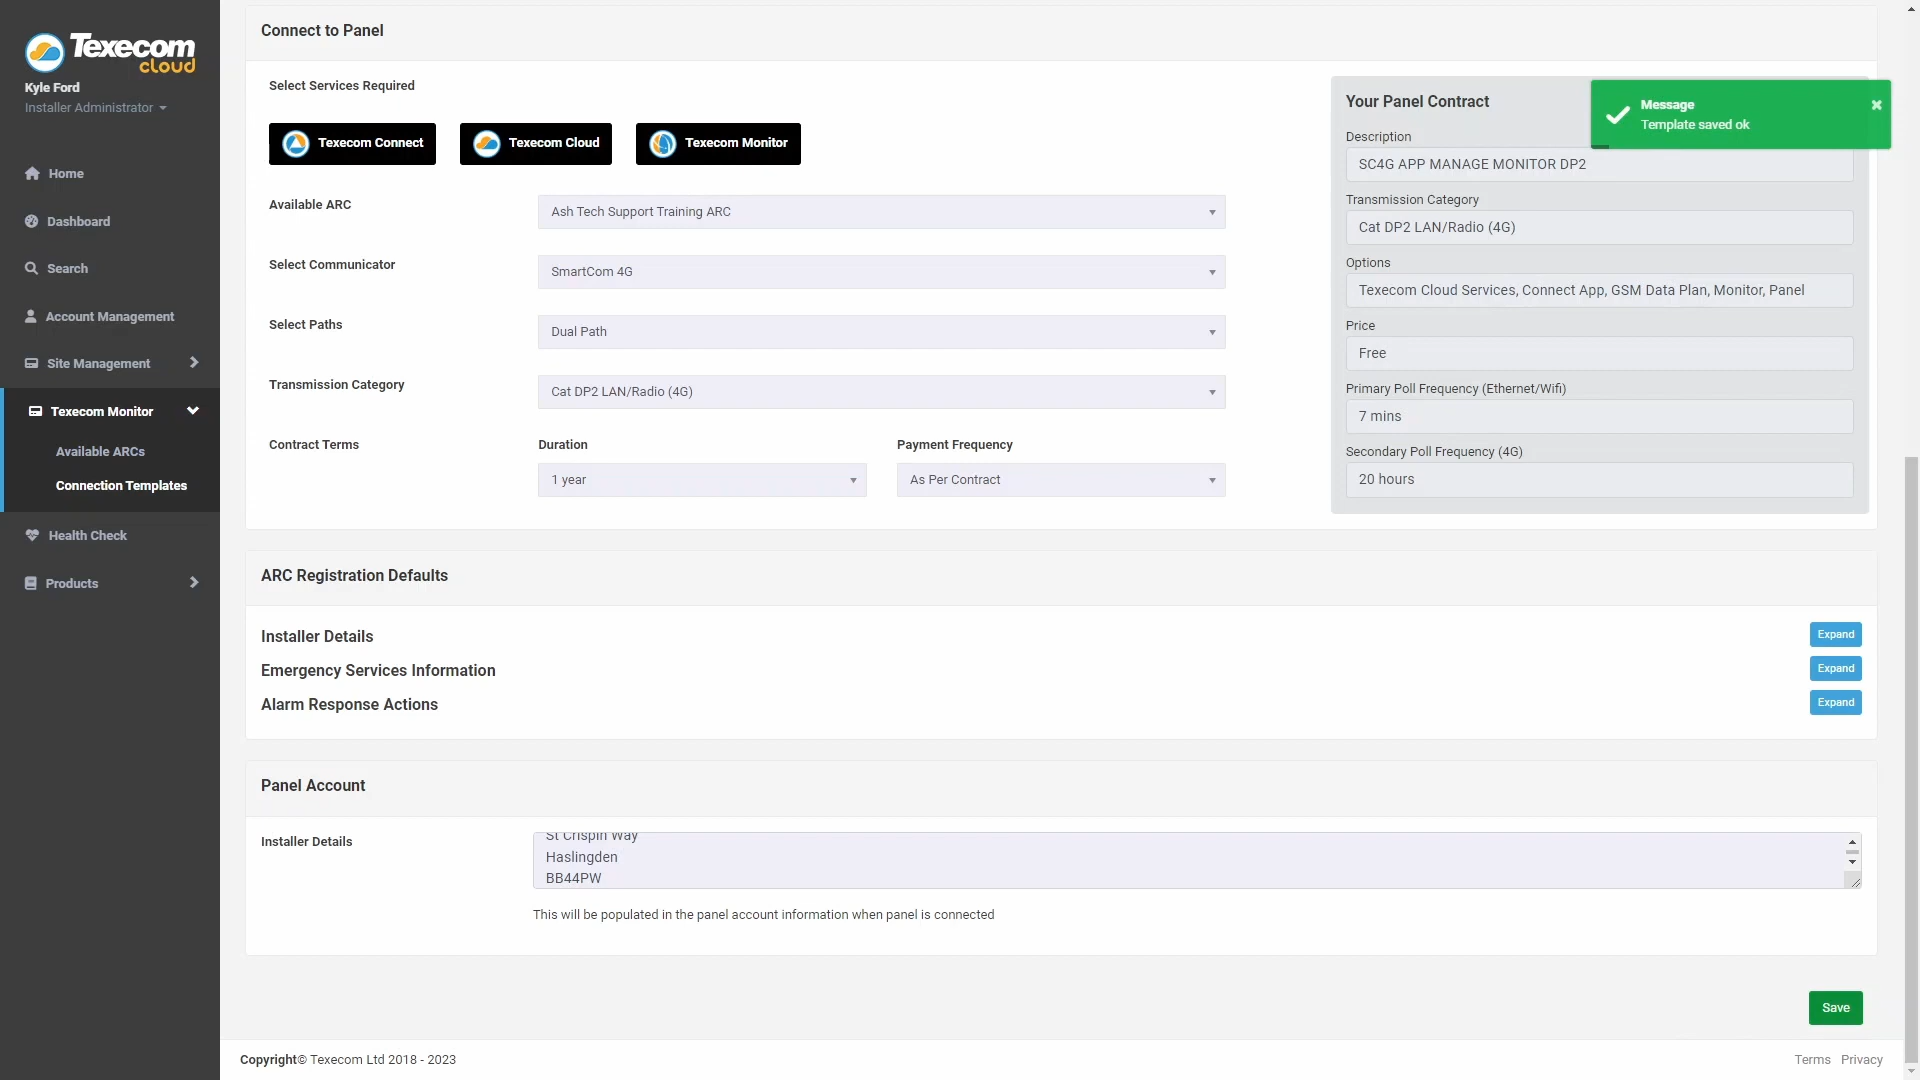 Texecom
cloud
Kyle Ford
Installer Administrator
Home
Dashboard
Search
Account Management
Site Management
Texecom Monitor
Available ARCs
Connection Templates
Health Check
Products
Connect to Panel
Select Services Required
Texecom Connect
Texecom Cloud
Texecom Monitor
Available ARC
Ash Tech Support Training ARC
Select Communicator
SmartCom 4G
Select Paths
Dual Path
Transmission Category
Cat DP2 LAN/Radio (4G)
Contract Terms
Duration
Payment Frequency
1 year
As Per Contract
Your Panel Contract
Message
Template saved ok
Description
SC4G APP MANAGE MONITOR DP2
Transmission Category
Cat DP2 LAN/Radio (4G)
Options
Texecom Cloud Services, Connect App, GSM Data Plan, Monitor, Panel
Price
Free
Primary Poll Frequency (Ethernet/Wifi)
7 mins
Secondary Poll Frequency (4G)
20 hours
ARC Registration Defaults
Installer Details
Expand
Emergency Services Information
Expand
Alarm Response Actions
Expand
Panel Account
Installer Details
St Crispin Way
Haslingden
BB44PW
This will be populated in the panel account information when panel is connected
Save
Copyright© Texecom Ltd 2018 - 2023
Terms Privacy